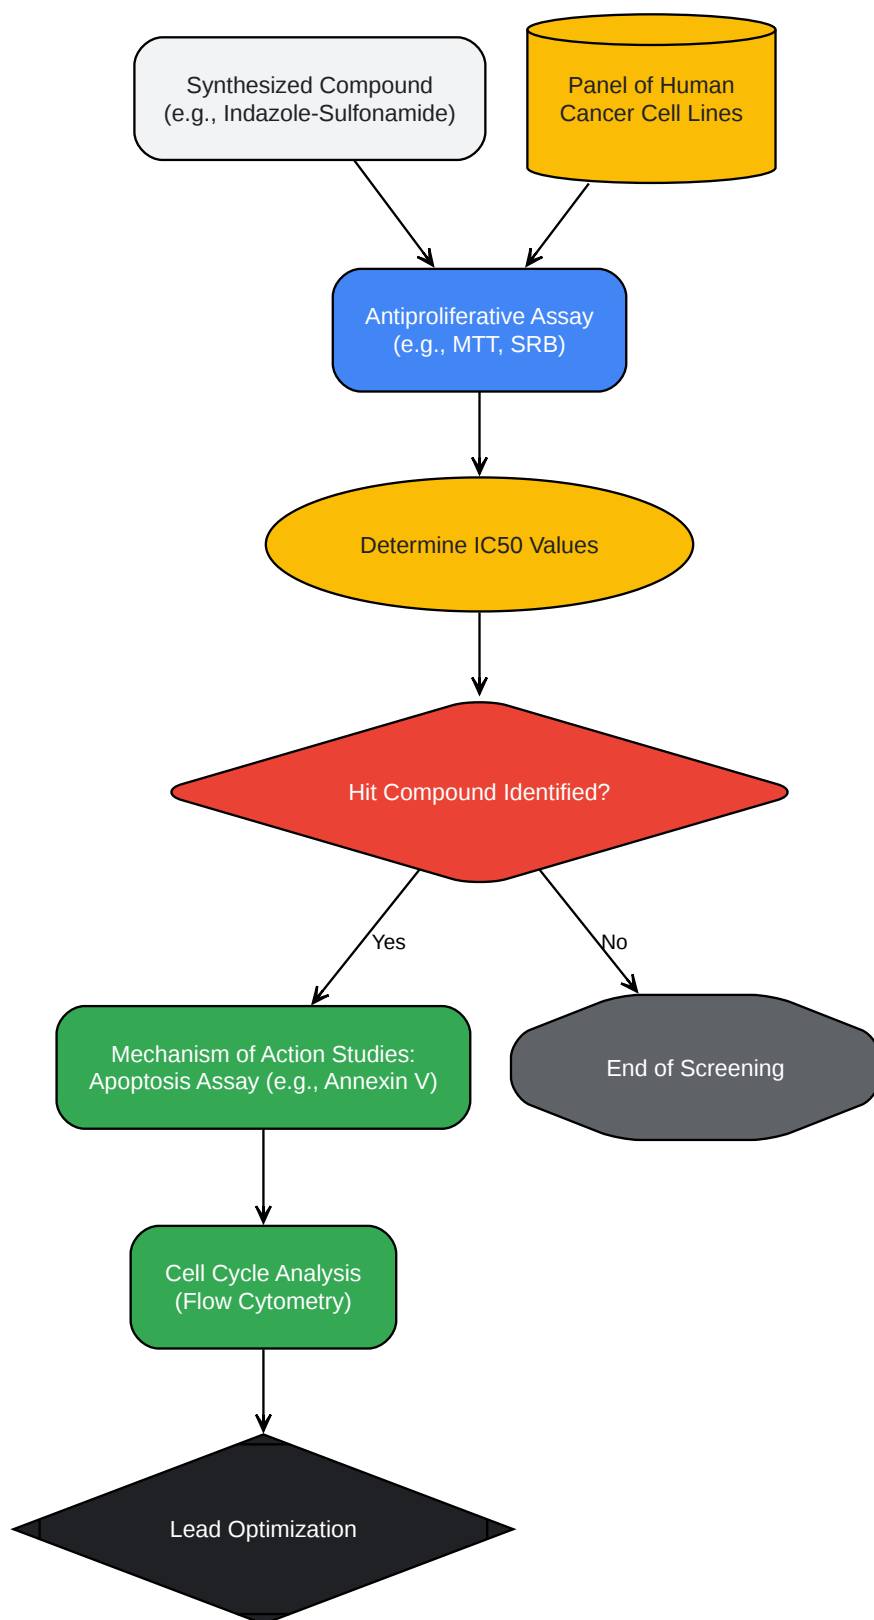 Synthesized Compound
(e.g., Indazole-Sulfonamide)
Panel of Human
Cancer Cell Lines
Antiproliferative Assay
(e.g., MTT, SRB)
Determine IC50 Values
Hit Compound Identified?
Yes
No
Mechanism of Action Studies:
Apoptosis Assay (e.g., Annexin V)
End of Screening
Cell Cycle Analysis
(Flow Cytometry)
Lead Optimization